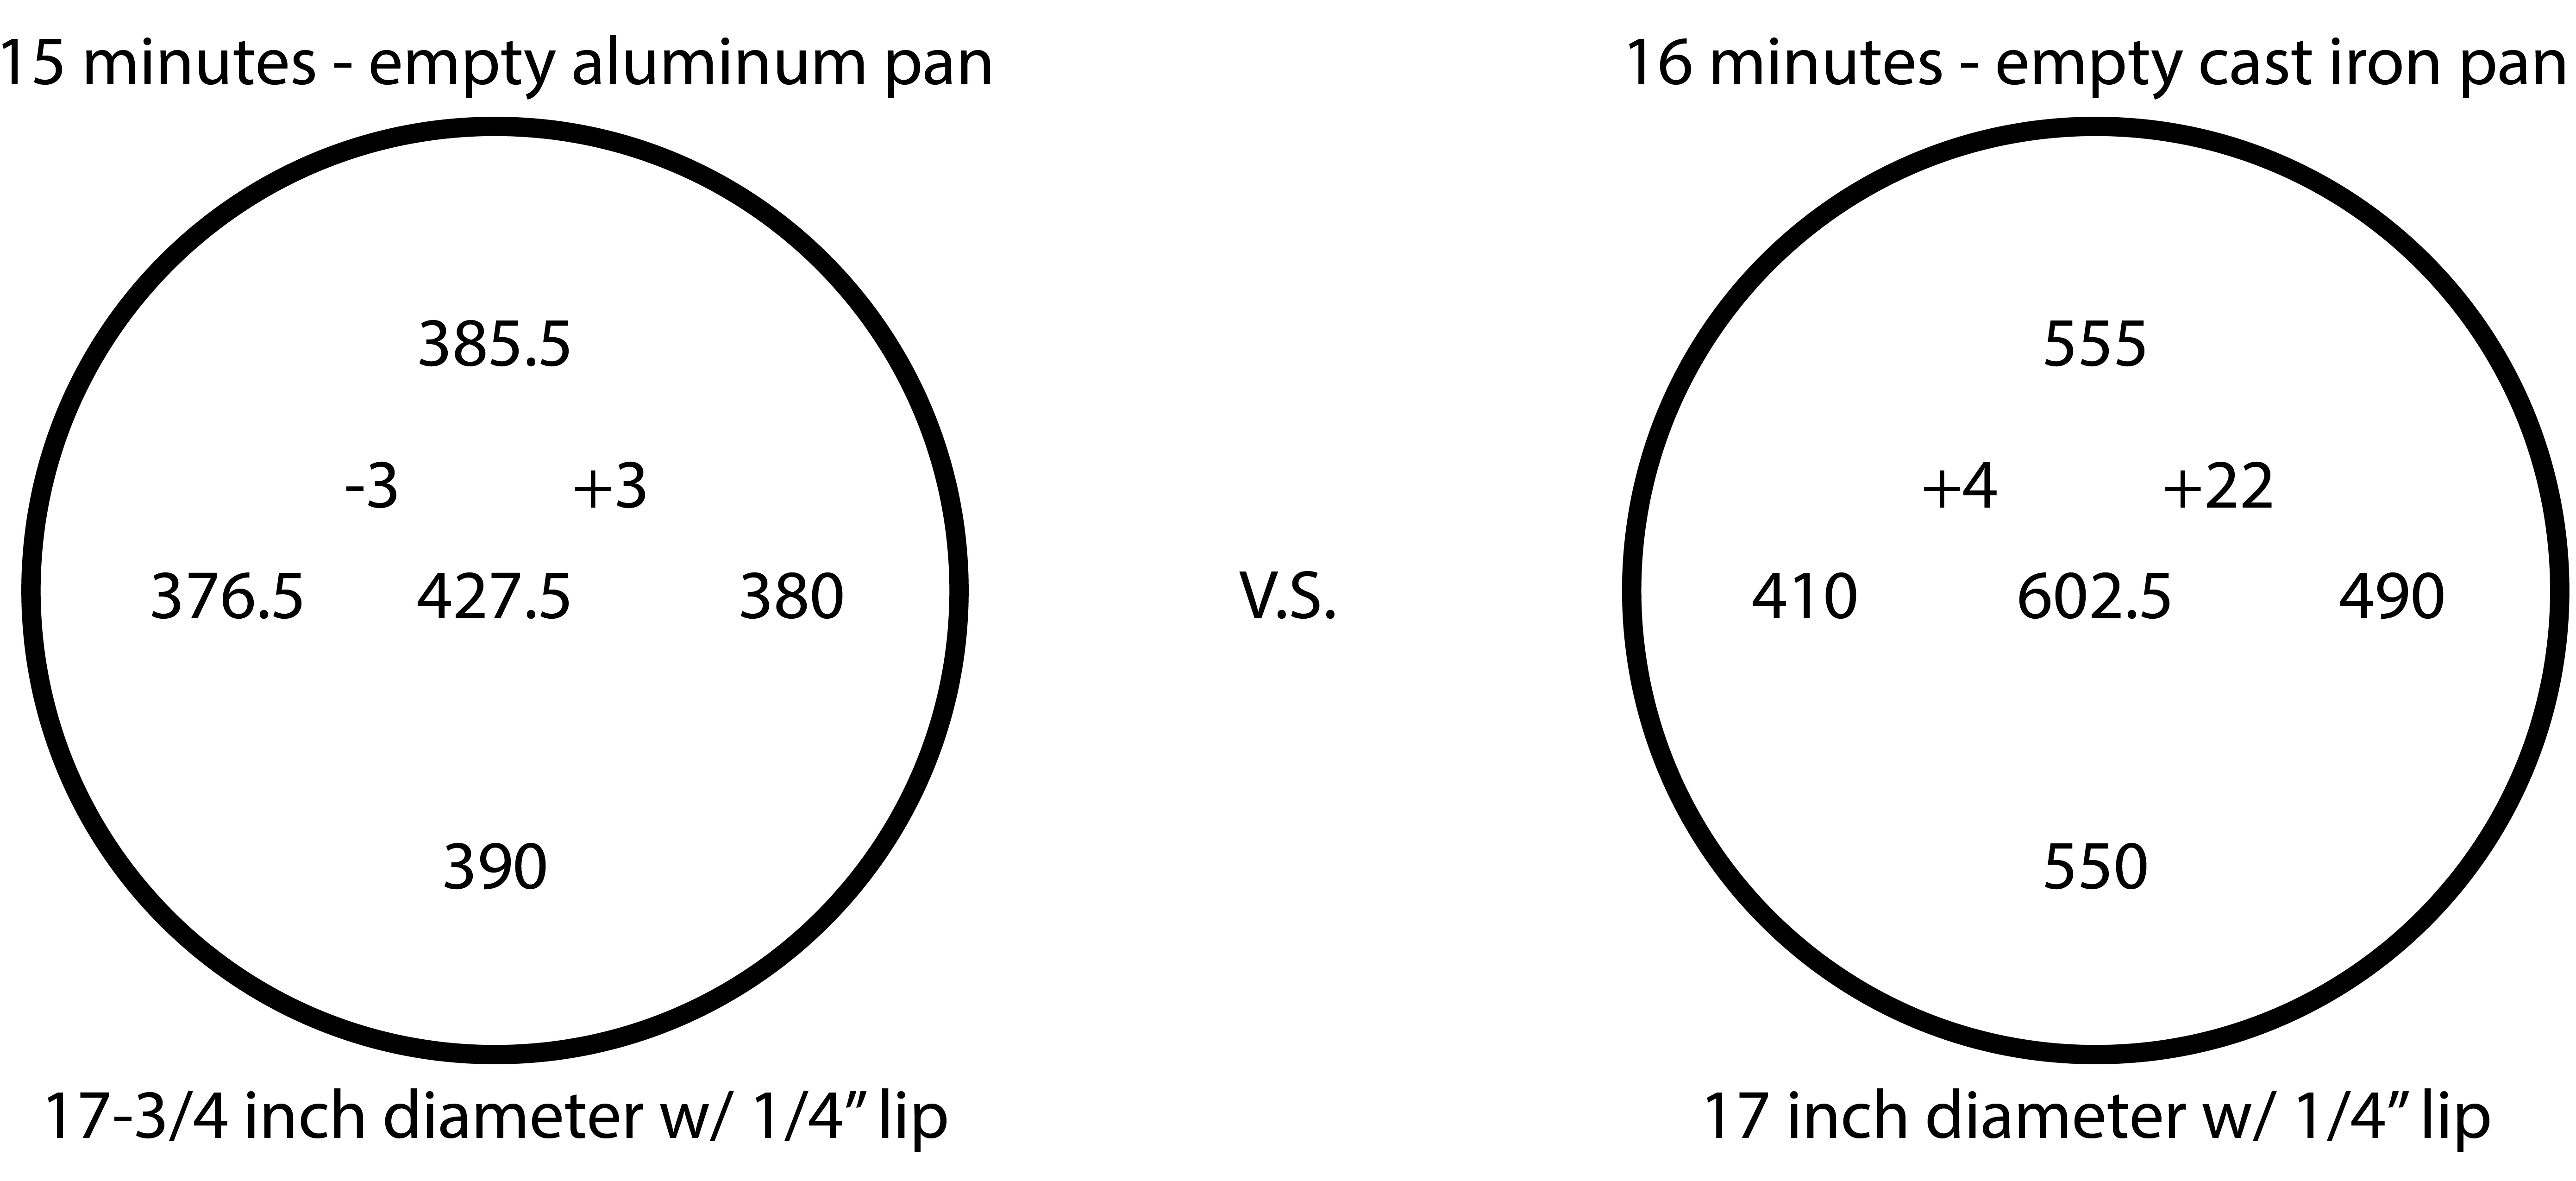 15 minutes - empty aluminum pan
385.5
-3 +3
376.5 427.5 380
390
17-3/4 inch diameter w/ 1/4” lip
V.S.
16 minutes - empty cast iron pan
555
+4 +22
410 602.5 490
550
17 inch diameter w/ 1/4” lip